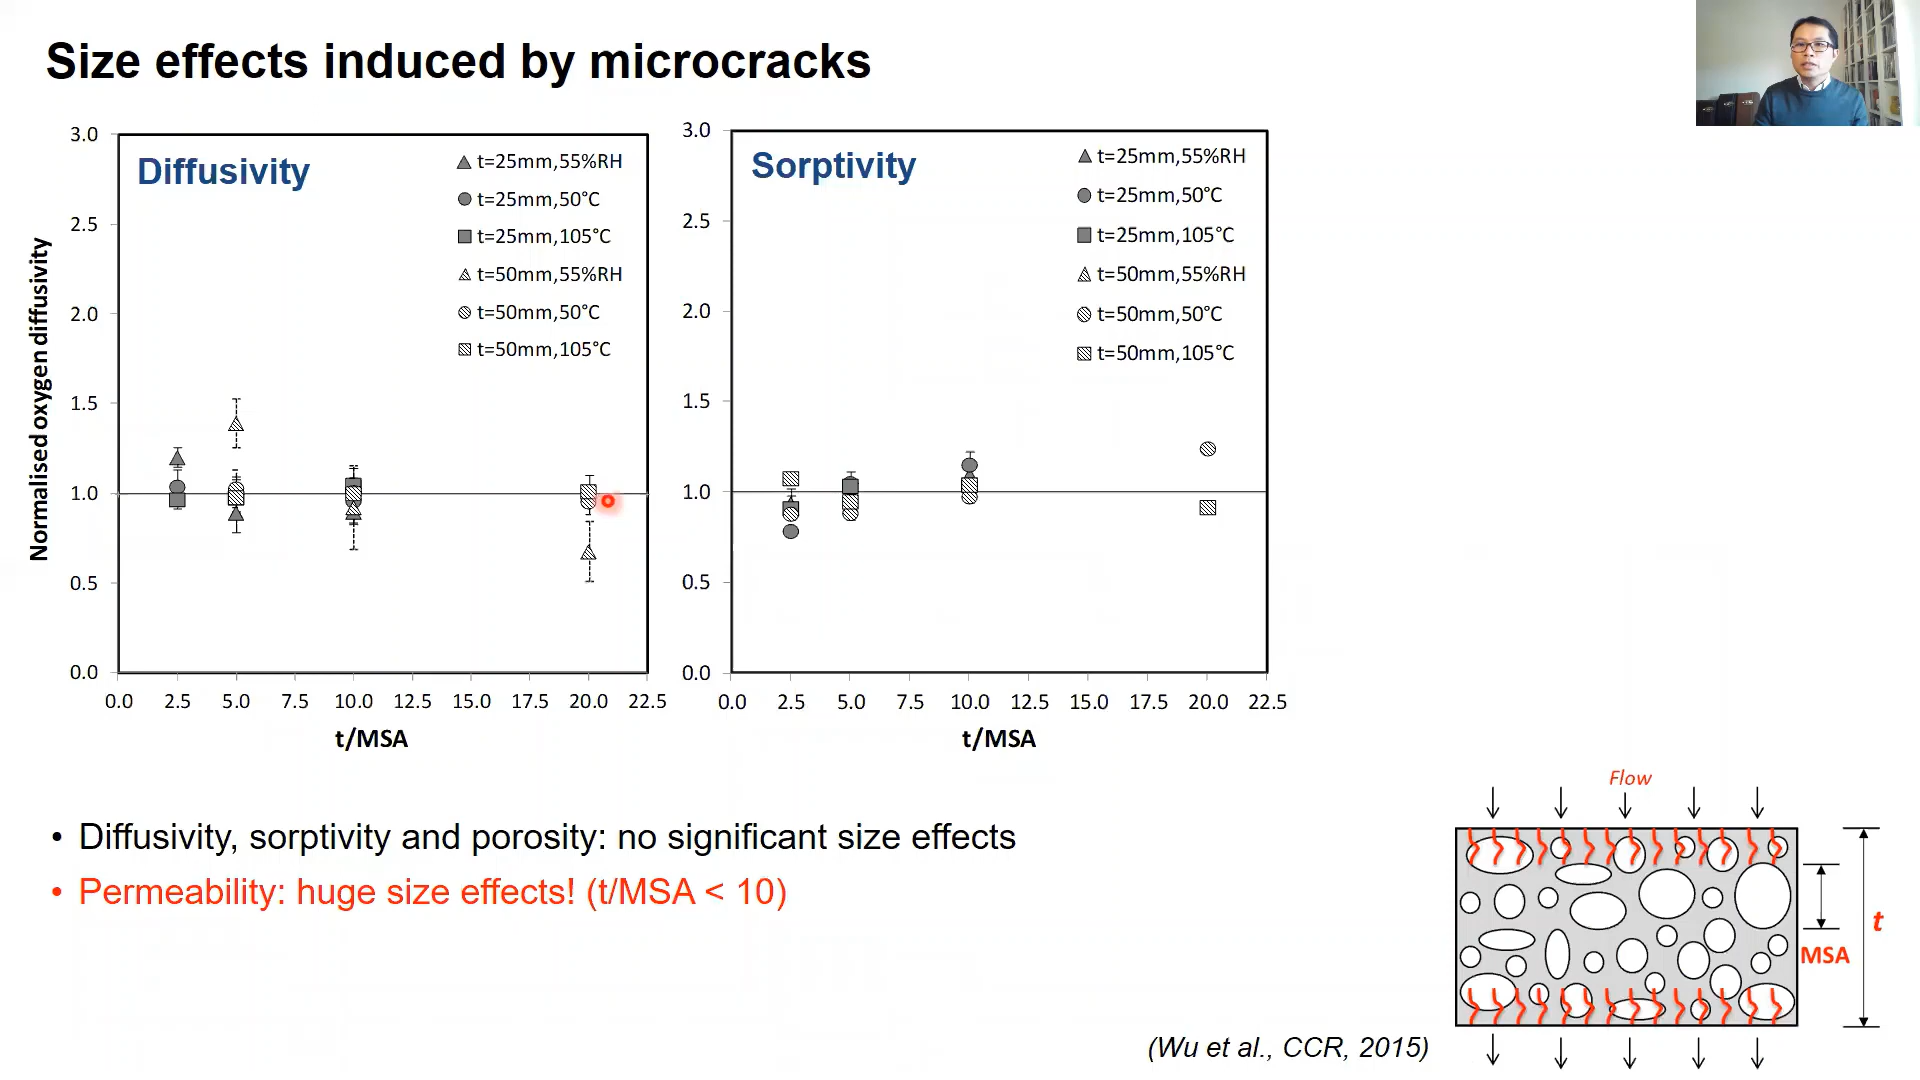 Size effects induced by microcracks
Diffusivity
Normalised oxygen diffusivity
3.0
2.5
2.0
1.5
1.0
0.5
0.0
t=25mm,55%RH
t=25mm,50°C
t=25mm,105°C
t=50mm,55%RH
t=50mm,50°C
t=50mm,105°C
0.0 2.5 5.0 7.5 10.0 12.5 15.0 17.5 20.0 22.5
t/MSA
Sorptivity
3.0
2.5
2.0
1.5
1.0
0.5
0.0
t=25mm,55%RH
t=25mm,50°C
t=25mm,105°C
t=50mm,55%RH
t=50mm,50°C
t=50mm,105°C
0.0 2.5 5.0 7.5 10.0 12.5 15.0 17.5 20.0 22.5
t/MSA
• Diffusivity, sorptivity and porosity: no significant size effects
• Permeability: huge size effects! (t/MSA < 10)
Flow
t
MSA
(Wu et al., CCR, 2015)